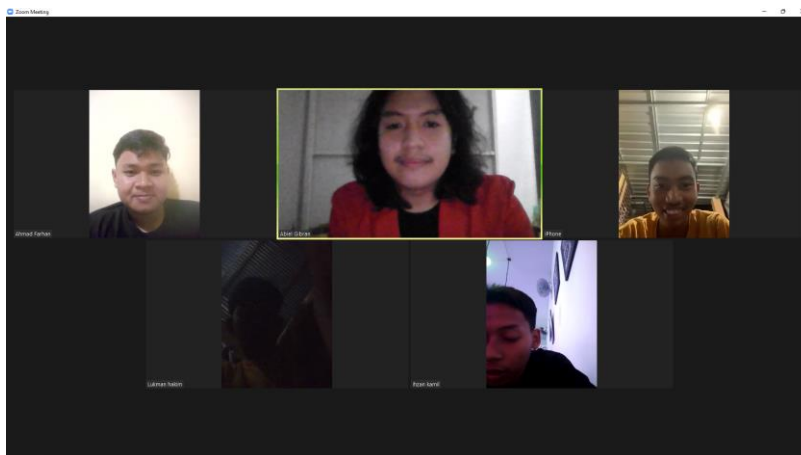 Zoom Meeting
Ahmad Farhan
Abiel Gibran
iPhone
Lukman hakim
Ihzan kamil